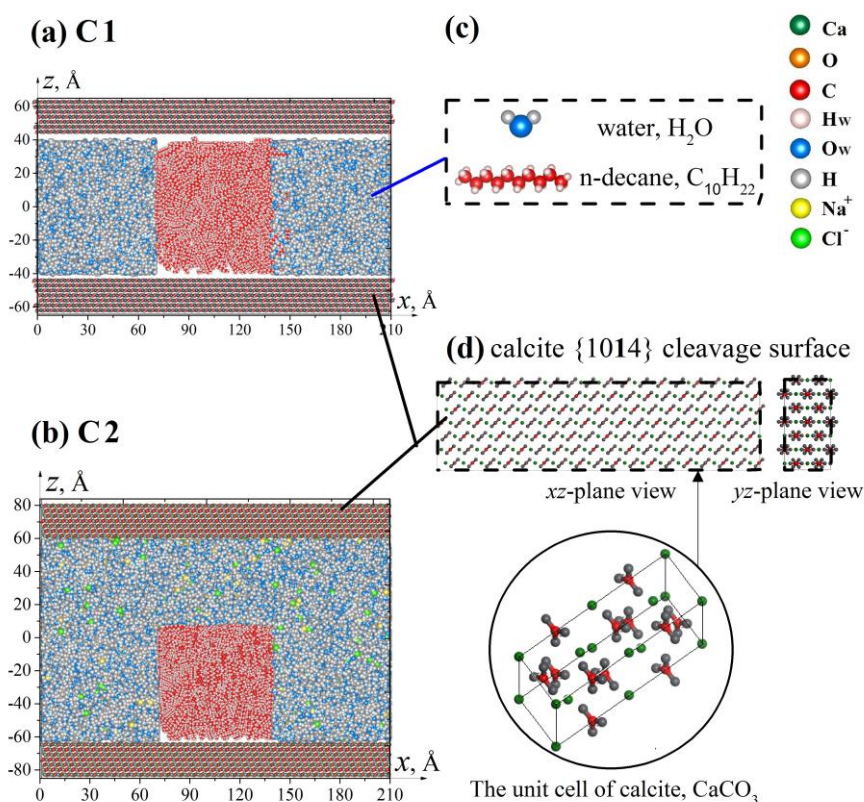 (a) C1
z, Å
60
40
20
0
-20
-40
-60
x, Å
0 30 60 90 120 150 180 210
(c)
water, H₂O
n-decane, C₁₀H₂₂
Ca
O
C
Hw
Ow
H
Na⁺
Cl⁻
(b) C2
z, Å
80
60
40
20
0
-20
-40
-60
-80
x, Å
0 30 60 90 120 150 180 210
(d) calcite {1014} cleavage surface
xz-plane view yz-plane view
The unit cell of calcite, CaCO₃